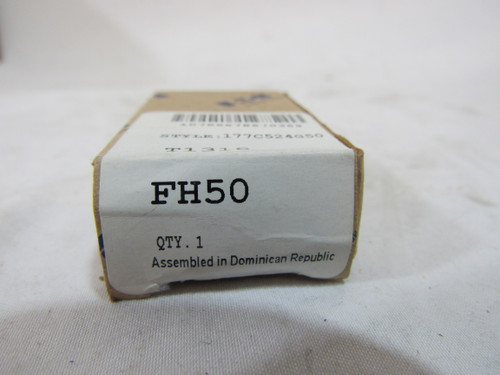 STYLE:177C524G50
FH50
QTY. 1
Assembled in Dominican Republic